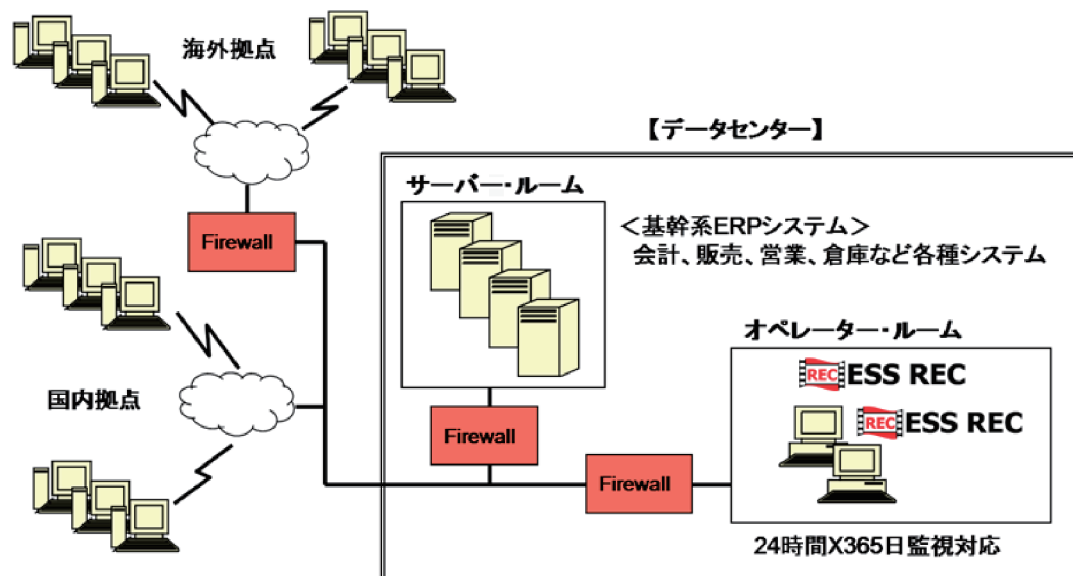 海外拠点
【データセンター】
サーバー・ルーム
Firewall
＜基幹系ERPシステム＞
会計、販売、営業、倉庫など各種システム
オペレーター・ルーム
REC ESS REC
国内拠点
REC ESS REC
Firewall
Firewall
24時間X365日監視対応